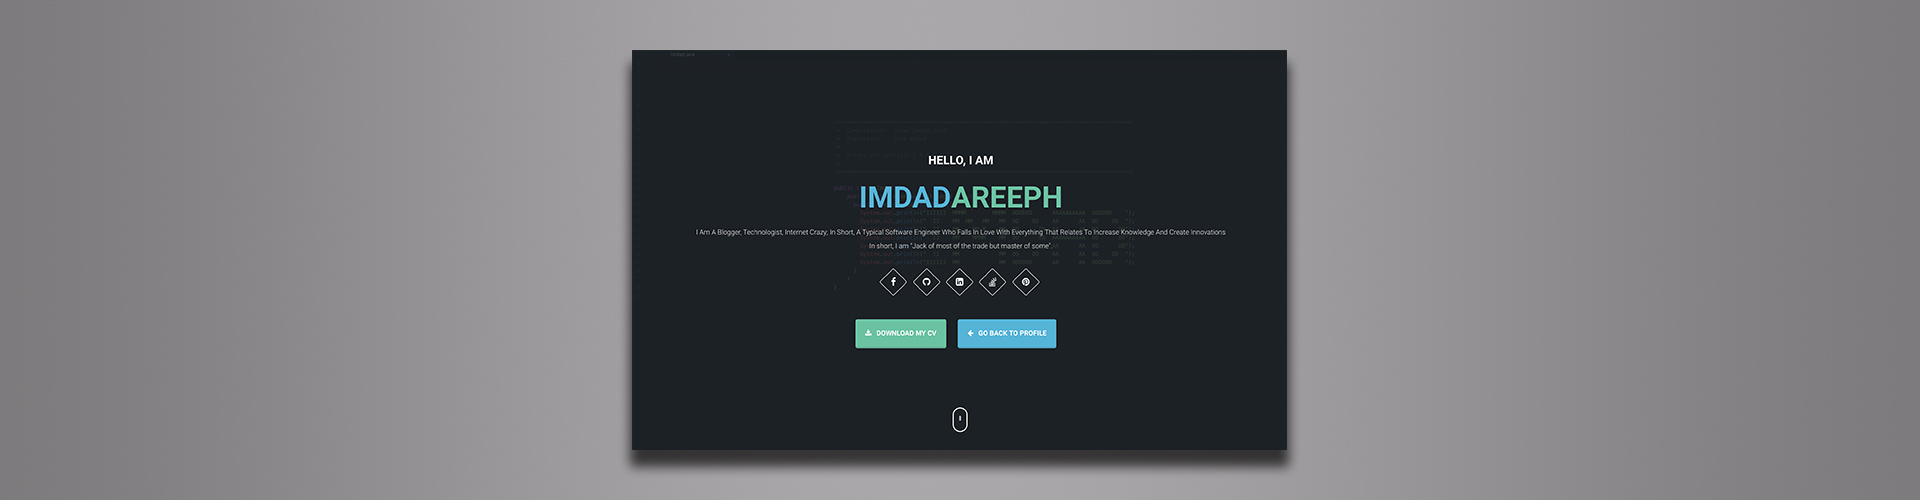 HELLO, I AM
IMDADAREEPH
I Am A Blogger, Technologist, Internet Crazy; In Short, A Typical Software Engineer Who Falls In Love With Everything That Relates To Increase Knowledge And Create Innovations
In short, I am "Jack of most of the trade but master of some".
DOWNLOAD MY CV
GO BACK TO PROFILE